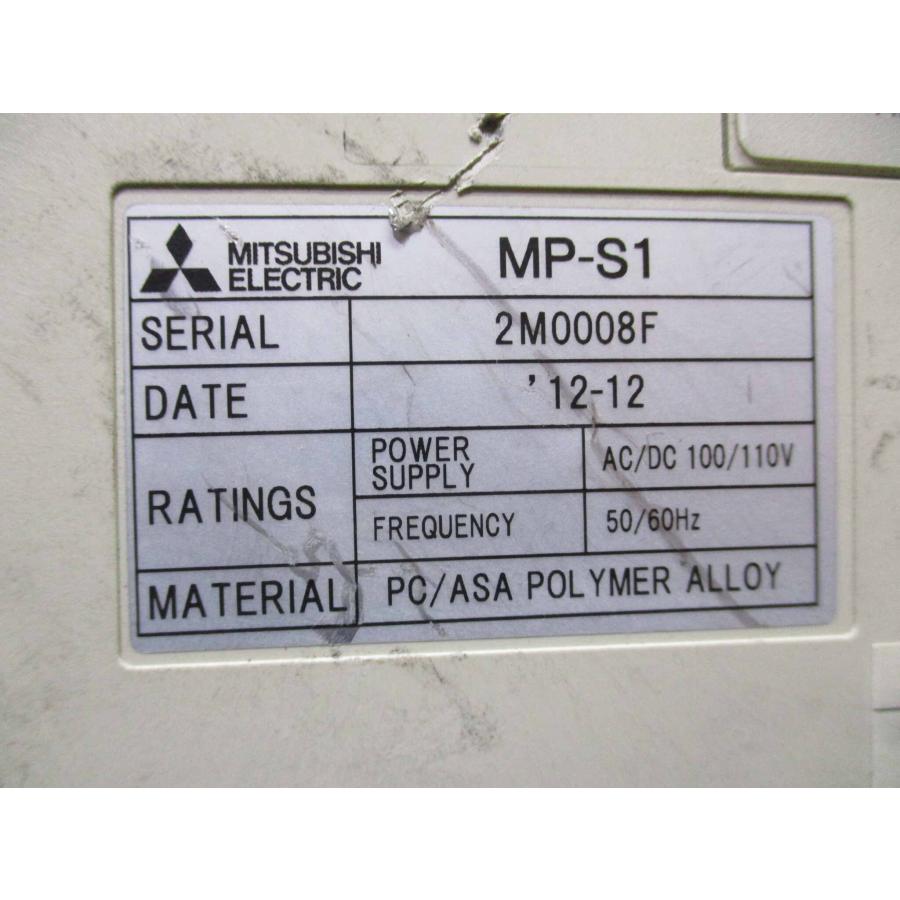 MITSUBISHI
ELECTRIC
MP-S1
SERIAL 2M0008F
DATE '12-12
RATINGS
POWER
SUPPLY
AC/DC 100/110V
FREQUENCY 50/60Hz
MATERIAL PC/ASA POLYMER ALLOY